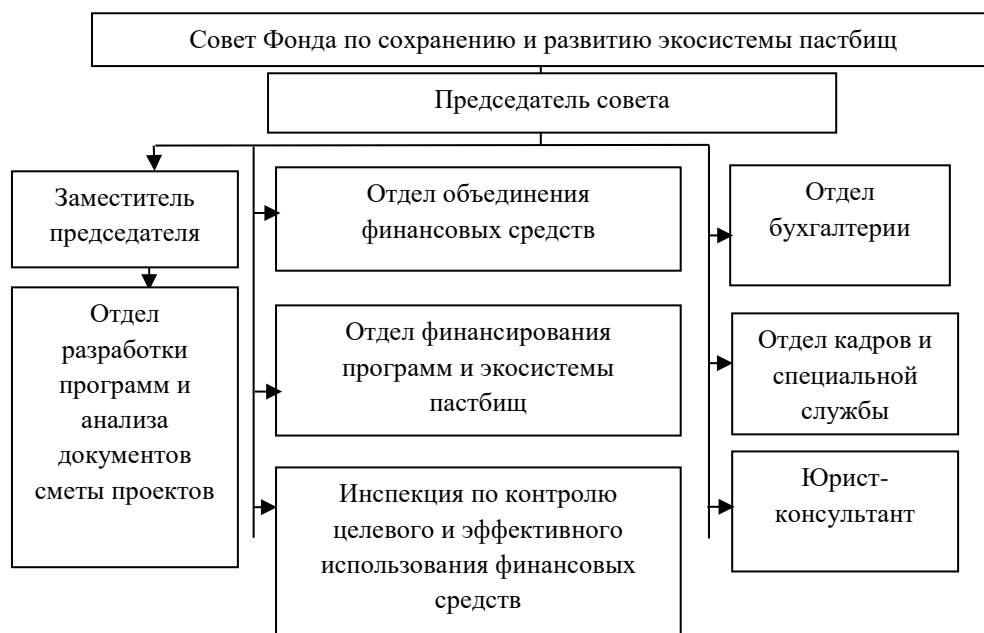 Совет Фонда по сохранению и развитию экосистемы пастбищ
Председатель совета
Заместитель
председателя
Отдел
разработки
программ и
анализа
документов
сметы проектов
Отдел объединения
финансовых средств
Отдел финансирования
программ и экосистемы
пастбищ
Инспекция по контролю
целевого и эффективного
использования финансовых
средств
Отдел
бухгалтерии
Отдел кадров и
специальной
службы
Юрист-
консультант